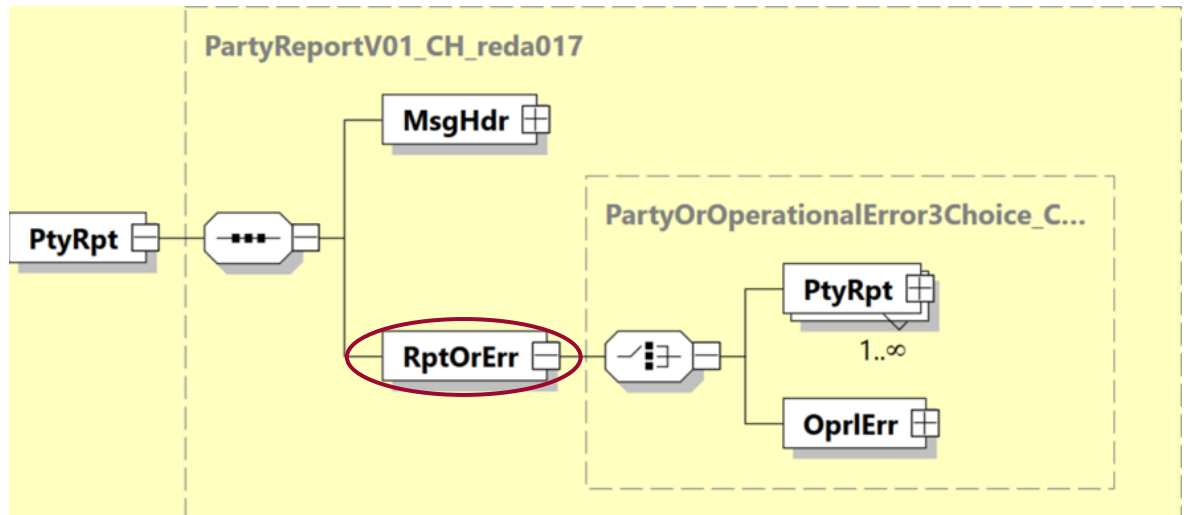 PartyReportV01_CH_reda017
MsgHdr
PtyRpt
PartyOrOperationalError3Choice_C...
PtyRpt
1..∞
RptOrErr
OprlErr